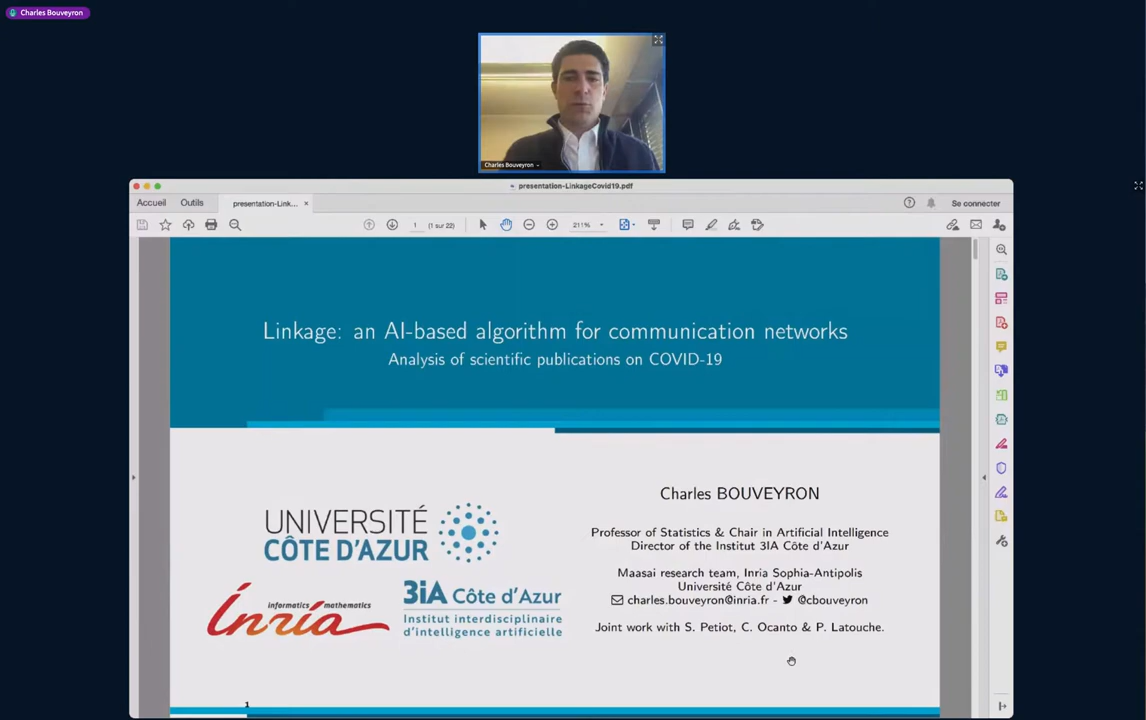 Charles Bouveyron
Charles Bouveyron
presentation-LinkageCovid19.pdf
Accueil Outils presentation-Link... × Se connecter
1 (1 sur 22) 211%
Linkage: an AI-based algorithm for communication networks
Analysis of scientific publications on COVID-19
UNIVERSITÉ
CÔTE D'AZUR
informatics mathematics
Inria
3iA Côte d'Azur
Institut interdisciplinaire
d'intelligence artificielle
Charles BOUVEYRON
Professor of Statistics & Chair in Artificial Intelligence
Director of the Institut 3IA Côte d'Azur
Maasai research team, Inria Sophia-Antipolis
Université Côte d'Azur
charles.bouveyron@inria.fr - @cbouveyron
Joint work with S. Petiot, C. Ocanto & P. Latouche.
1